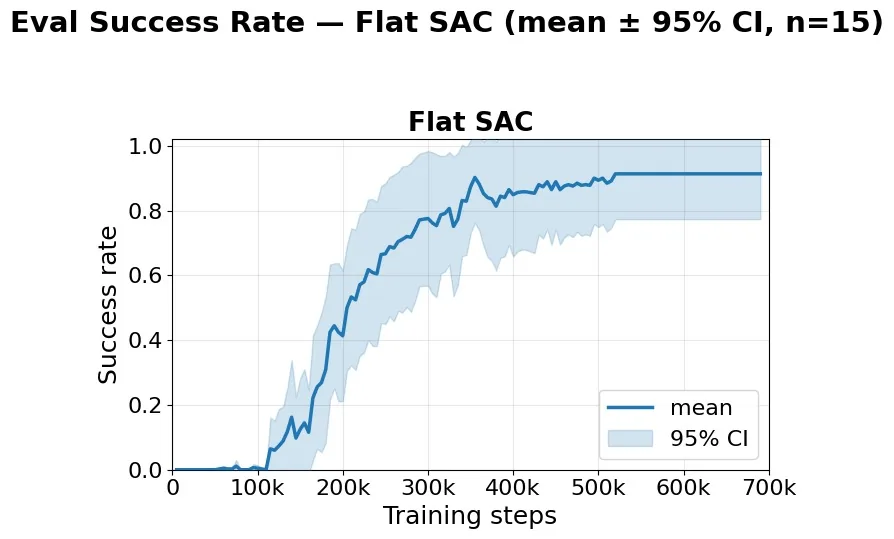 Eval Success Rate — Flat SAC (mean ± 95% CI, n=15)
Flat SAC
1.0
0.8
0.6
0.4
0.2
0.0
Success rate
mean
95% CI
0 100k 200k 300k 400k 500k 600k 700k
Training steps